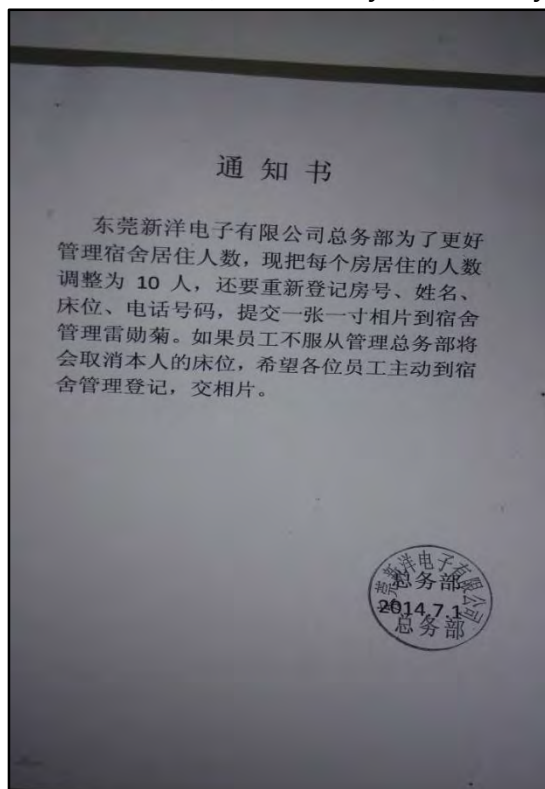 通知书
东莞新洋电子有限公司总务部为了更好
管理宿舍居住人数，现把每个房居住的人数
调整为 10 人，还要重新登记房号、姓名、
床位、电话号码，提交一张一寸相片到宿舍
管理雷勋菊。如果员工不服从管理总务部将
会取消本人的床位，希望各位员工主动到宿
舍管理登记，交相片。
莞新洋电子有限公司
总务部
2014.7.1
总务部